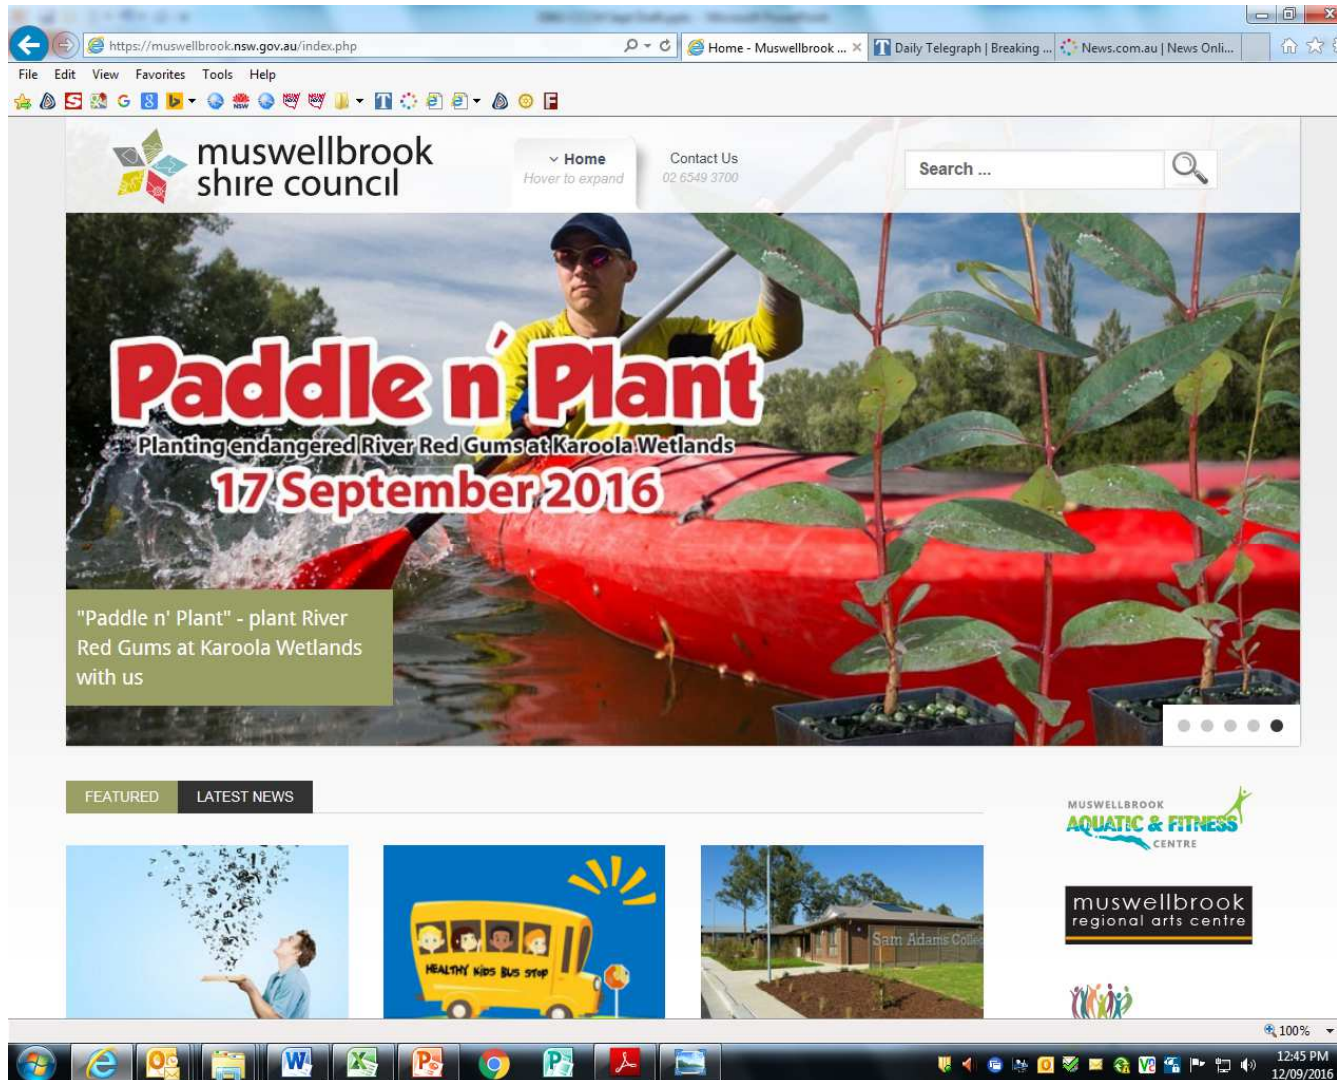 https://muswellbrook.nsw.gov.au/index.php
Home - Muswellbrook ...
Daily Telegraph | Breaking ...
News.com.au | News Onli...
File Edit View Favorites Tools Help
muswellbrook
shire council
Home
Hover to expand
Contact Us
02 6549 3700
Search ...
Paddle n' Plant
Planting endangered River Red Gums at Karoola Wetlands
17 September 2016
"Paddle n' Plant" - plant River
Red Gums at Karoola Wetlands
with us
FEATURED
LATEST NEWS
MUSWELLBROOK
AQUATIC & FITNESS
CENTRE
muswellbrook
regional arts centre
HEALTHY KIDS BUS STOP
Sam Adams Colleg
100%
12:45 PM
12/09/2016